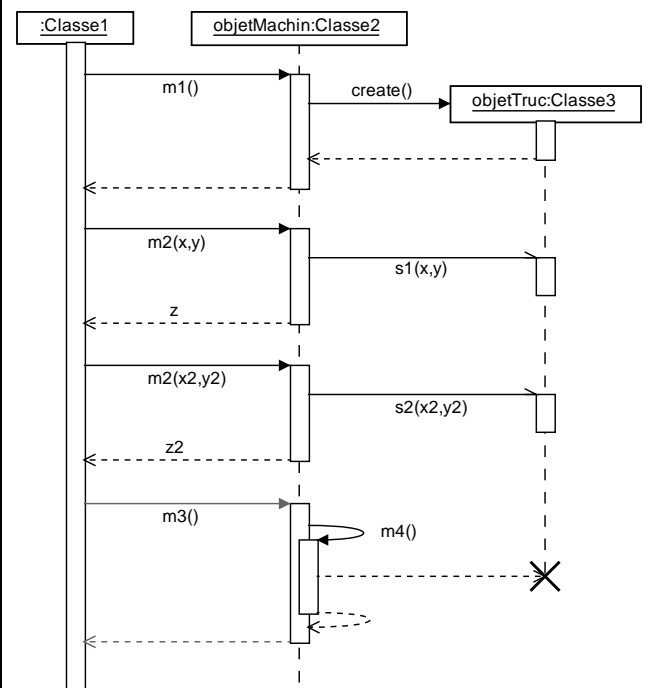 :Classe1
objetMachin:Classe2
m1()
create()
objetTruc:Classe3
m2(x,y)
s1(x,y)
z
m2(x2,y2)
s2(x2,y2)
z2
m3()
m4()